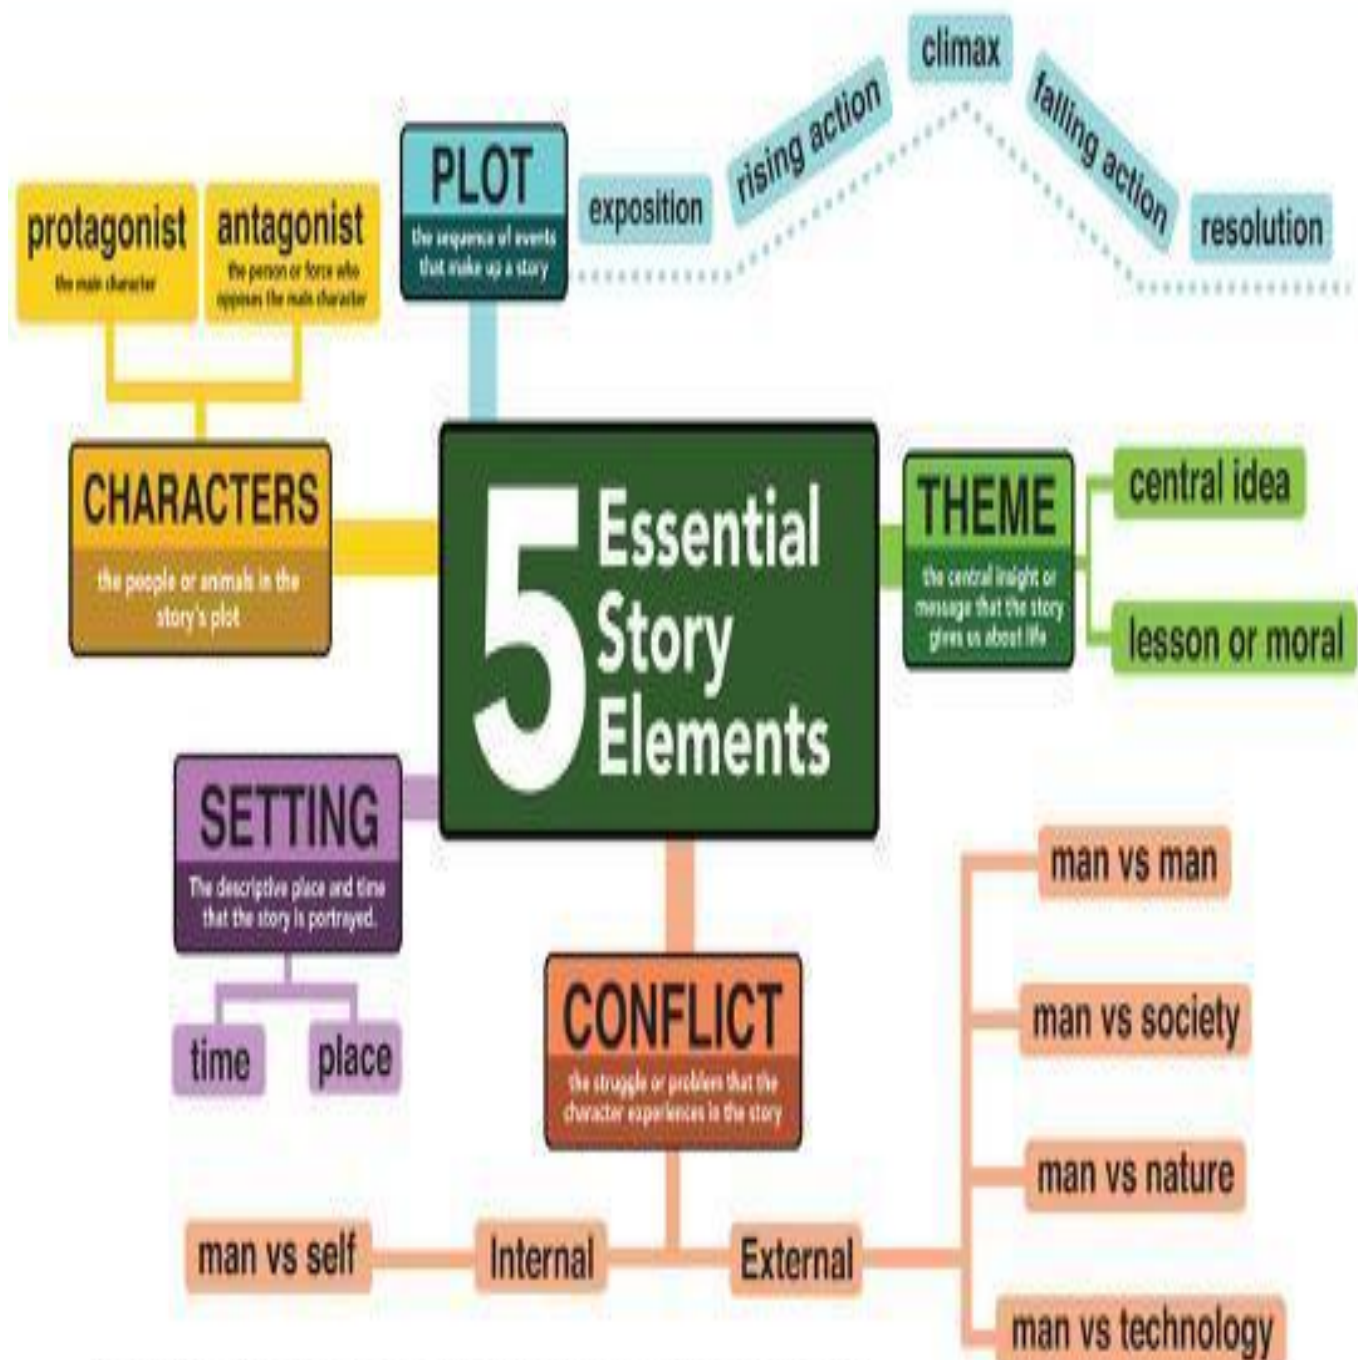 climax
rising action
falling action
PLOT
the sequence of events
that make up a story
exposition
resolution
protagonist
the main character
antagonist
the person or force who
opposes the main character
CHARACTERS
the people or animals in the
story's plot
5 Essential
Story
Elements
THEME
the central insight or
message that the story
gives us about life
central idea
lesson or moral
SETTING
The descriptive place and time
that the story is portrayed.
time
place
CONFLICT
the struggle or problem that the
character experiences in the story
man vs self
Internal
External
man vs man
man vs society
man vs nature
man vs technology